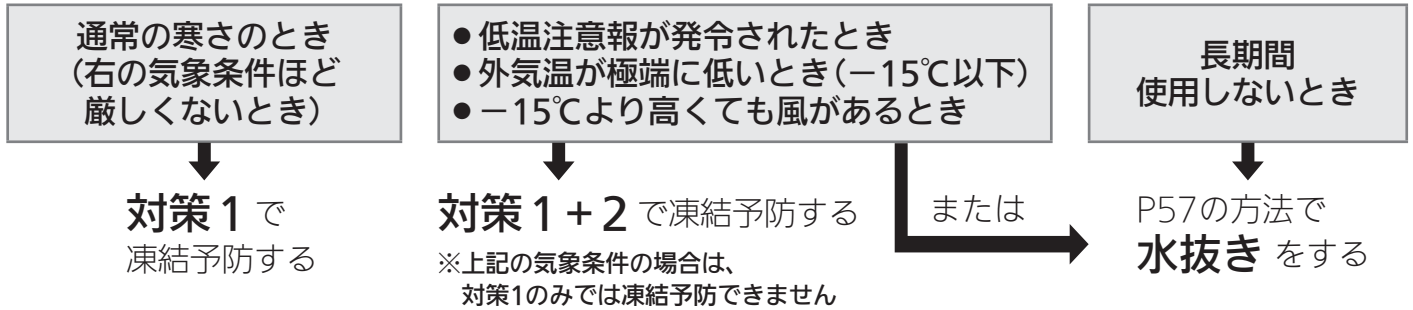 通常の寒さのとき
（右の気象条件ほど
厳しくないとき）
●低温注意報が発令されたとき
●外気温が極端に低いとき（－15℃以下）
●－15℃より高くても風があるとき
長期間
使用しないとき
対策1で
凍結予防する
対策1+2で凍結予防する
※上記の気象条件の場合は、
対策1のみでは凍結予防できません
または
P57の方法で
水抜きをする